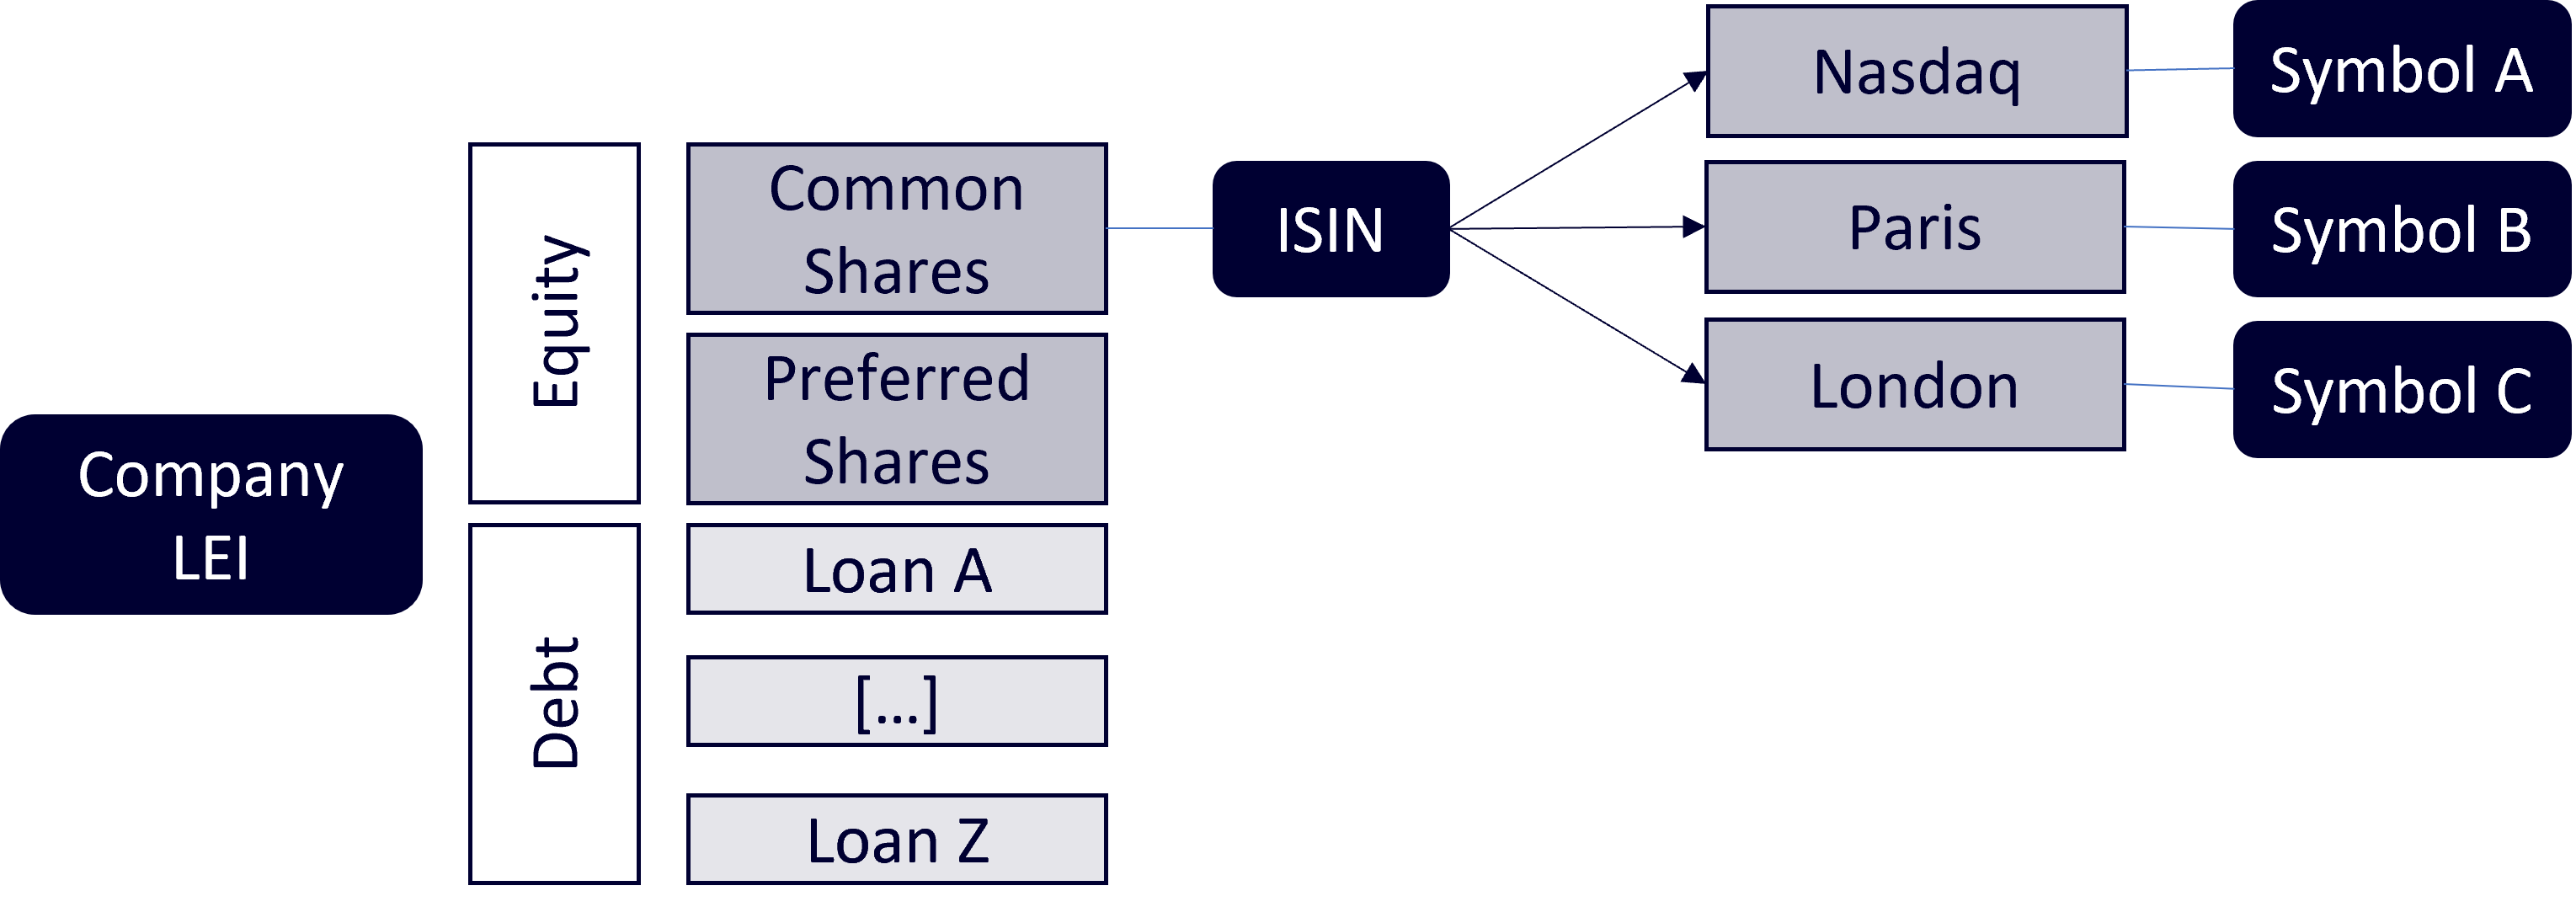 Company
LEI
Equity
Debt
Common
Shares
Preferred
Shares
Loan A
[...]
Loan Z
ISIN
Nasdaq
Paris
London
Symbol A
Symbol B
Symbol C